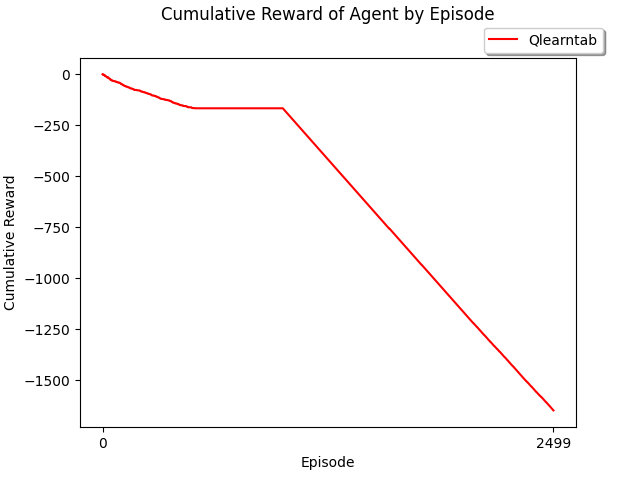 Cumulative Reward of Agent by Episode
Qlearntab
0
−250
−500
−750
−1000
−1250
−1500
Cumulative Reward
0
2499
Episode